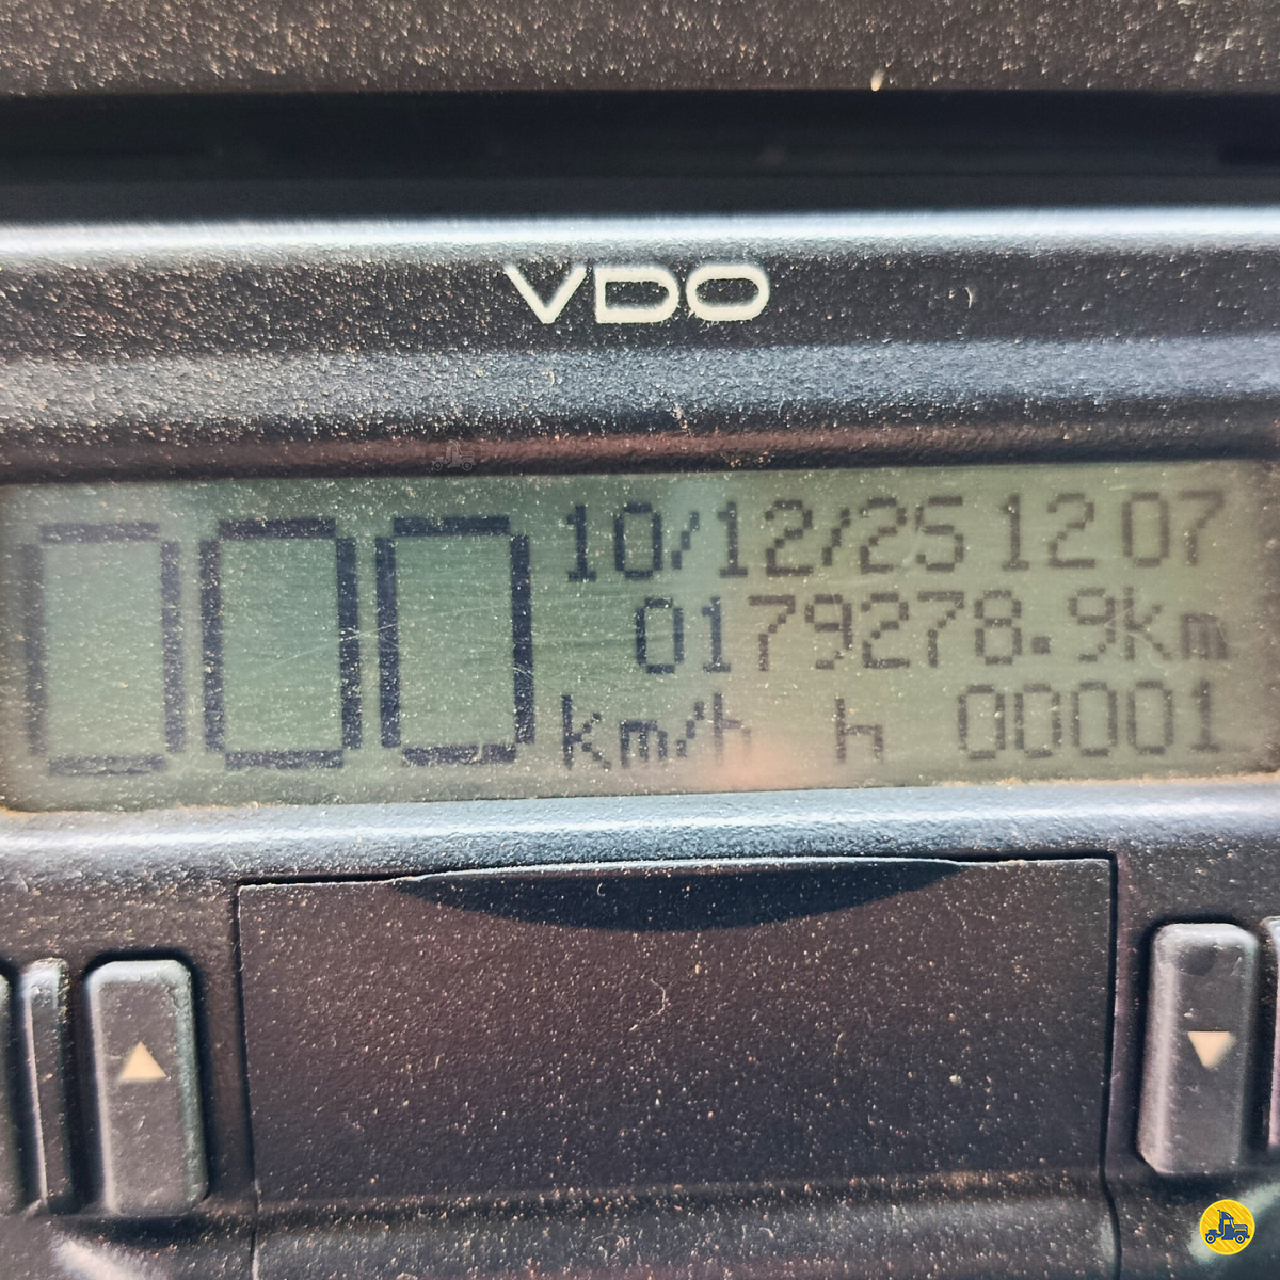 VDO
000
10/12/25 12 07
0179278.9Km
km/h h 00001